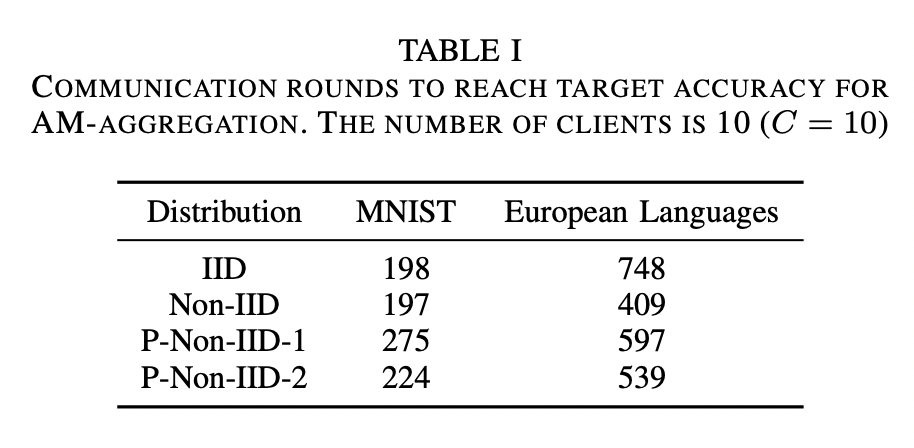 TABLE I
COMMUNICATION ROUNDS TO REACH TARGET ACCURACY FOR
AM-AGGREGATION. THE NUMBER OF CLIENTS IS 10 (C = 10)
Distribution MNIST European Languages
IID 198 748
Non-IID 197 409
P-Non-IID-1 275 597
P-Non-IID-2 224 539